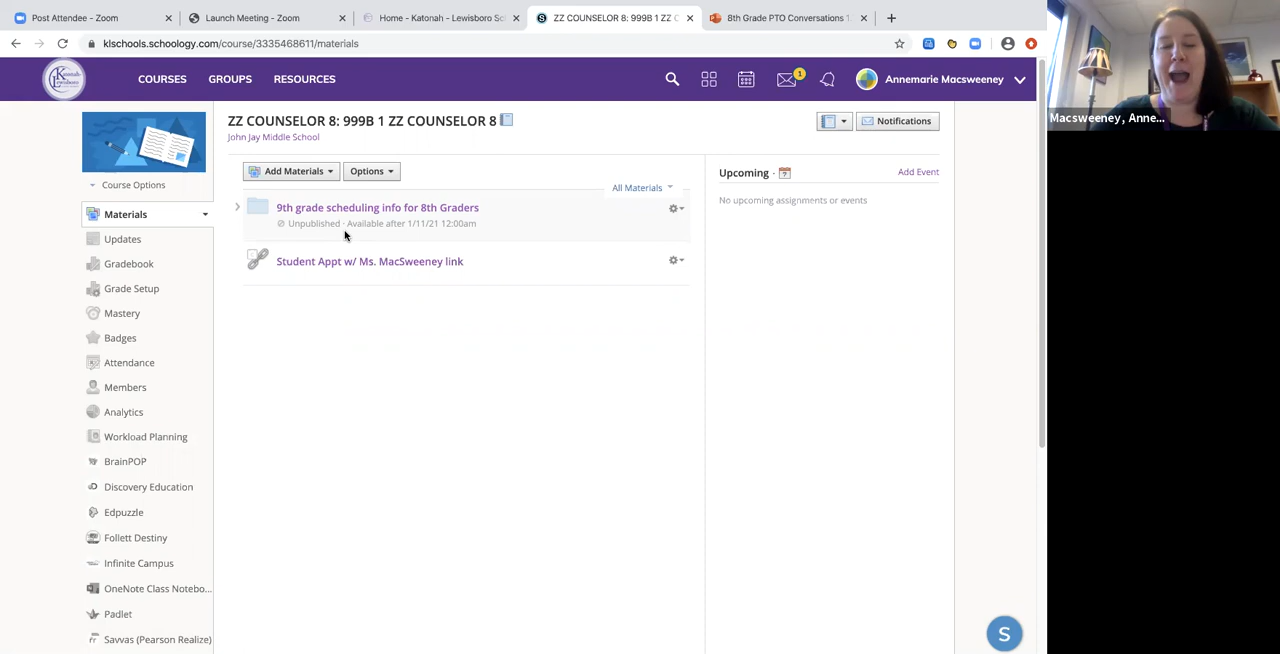 Post Attendee - Zoom
Launch Meeting - Zoom
Home - Katonah - Lewisboro Sc
ZZ COUNSELOR 8: 999B 1 ZZ C
8th Grade PTO Conversations 1
klschools.schoology.com/course/3335468611/materials
Katonah
Lewisboro
COURSES
GROUPS
RESOURCES
1
Annemarie Macsweeney
Macsweeney, Anne...
ZZ COUNSELOR 8: 999B 1 ZZ COUNSELOR 8
John Jay Middle School
Notifications
Course Options
Add Materials
Options
Upcoming ·
Add Event
All Materials
No upcoming assignments or events
9th grade scheduling info for 8th Graders
Unpublished · Available after 1/11/21 12:00am
Student Appt w/ Ms. MacSweeney link
Materials
Updates
Gradebook
Grade Setup
Mastery
Badges
Attendance
Members
Analytics
Workload Planning
BrainPOP
Discovery Education
Edpuzzle
Follett Destiny
Infinite Campus
OneNote Class Notebo...
Padlet
Savvas (Pearson Realize)
S